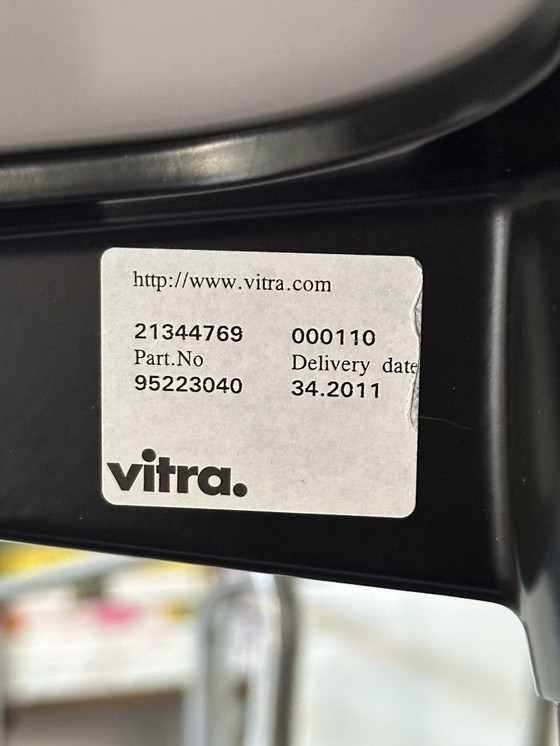 http://www.vitra.com
21344769 000110
Part.No Delivery date
95223040 34.2011
vitra.